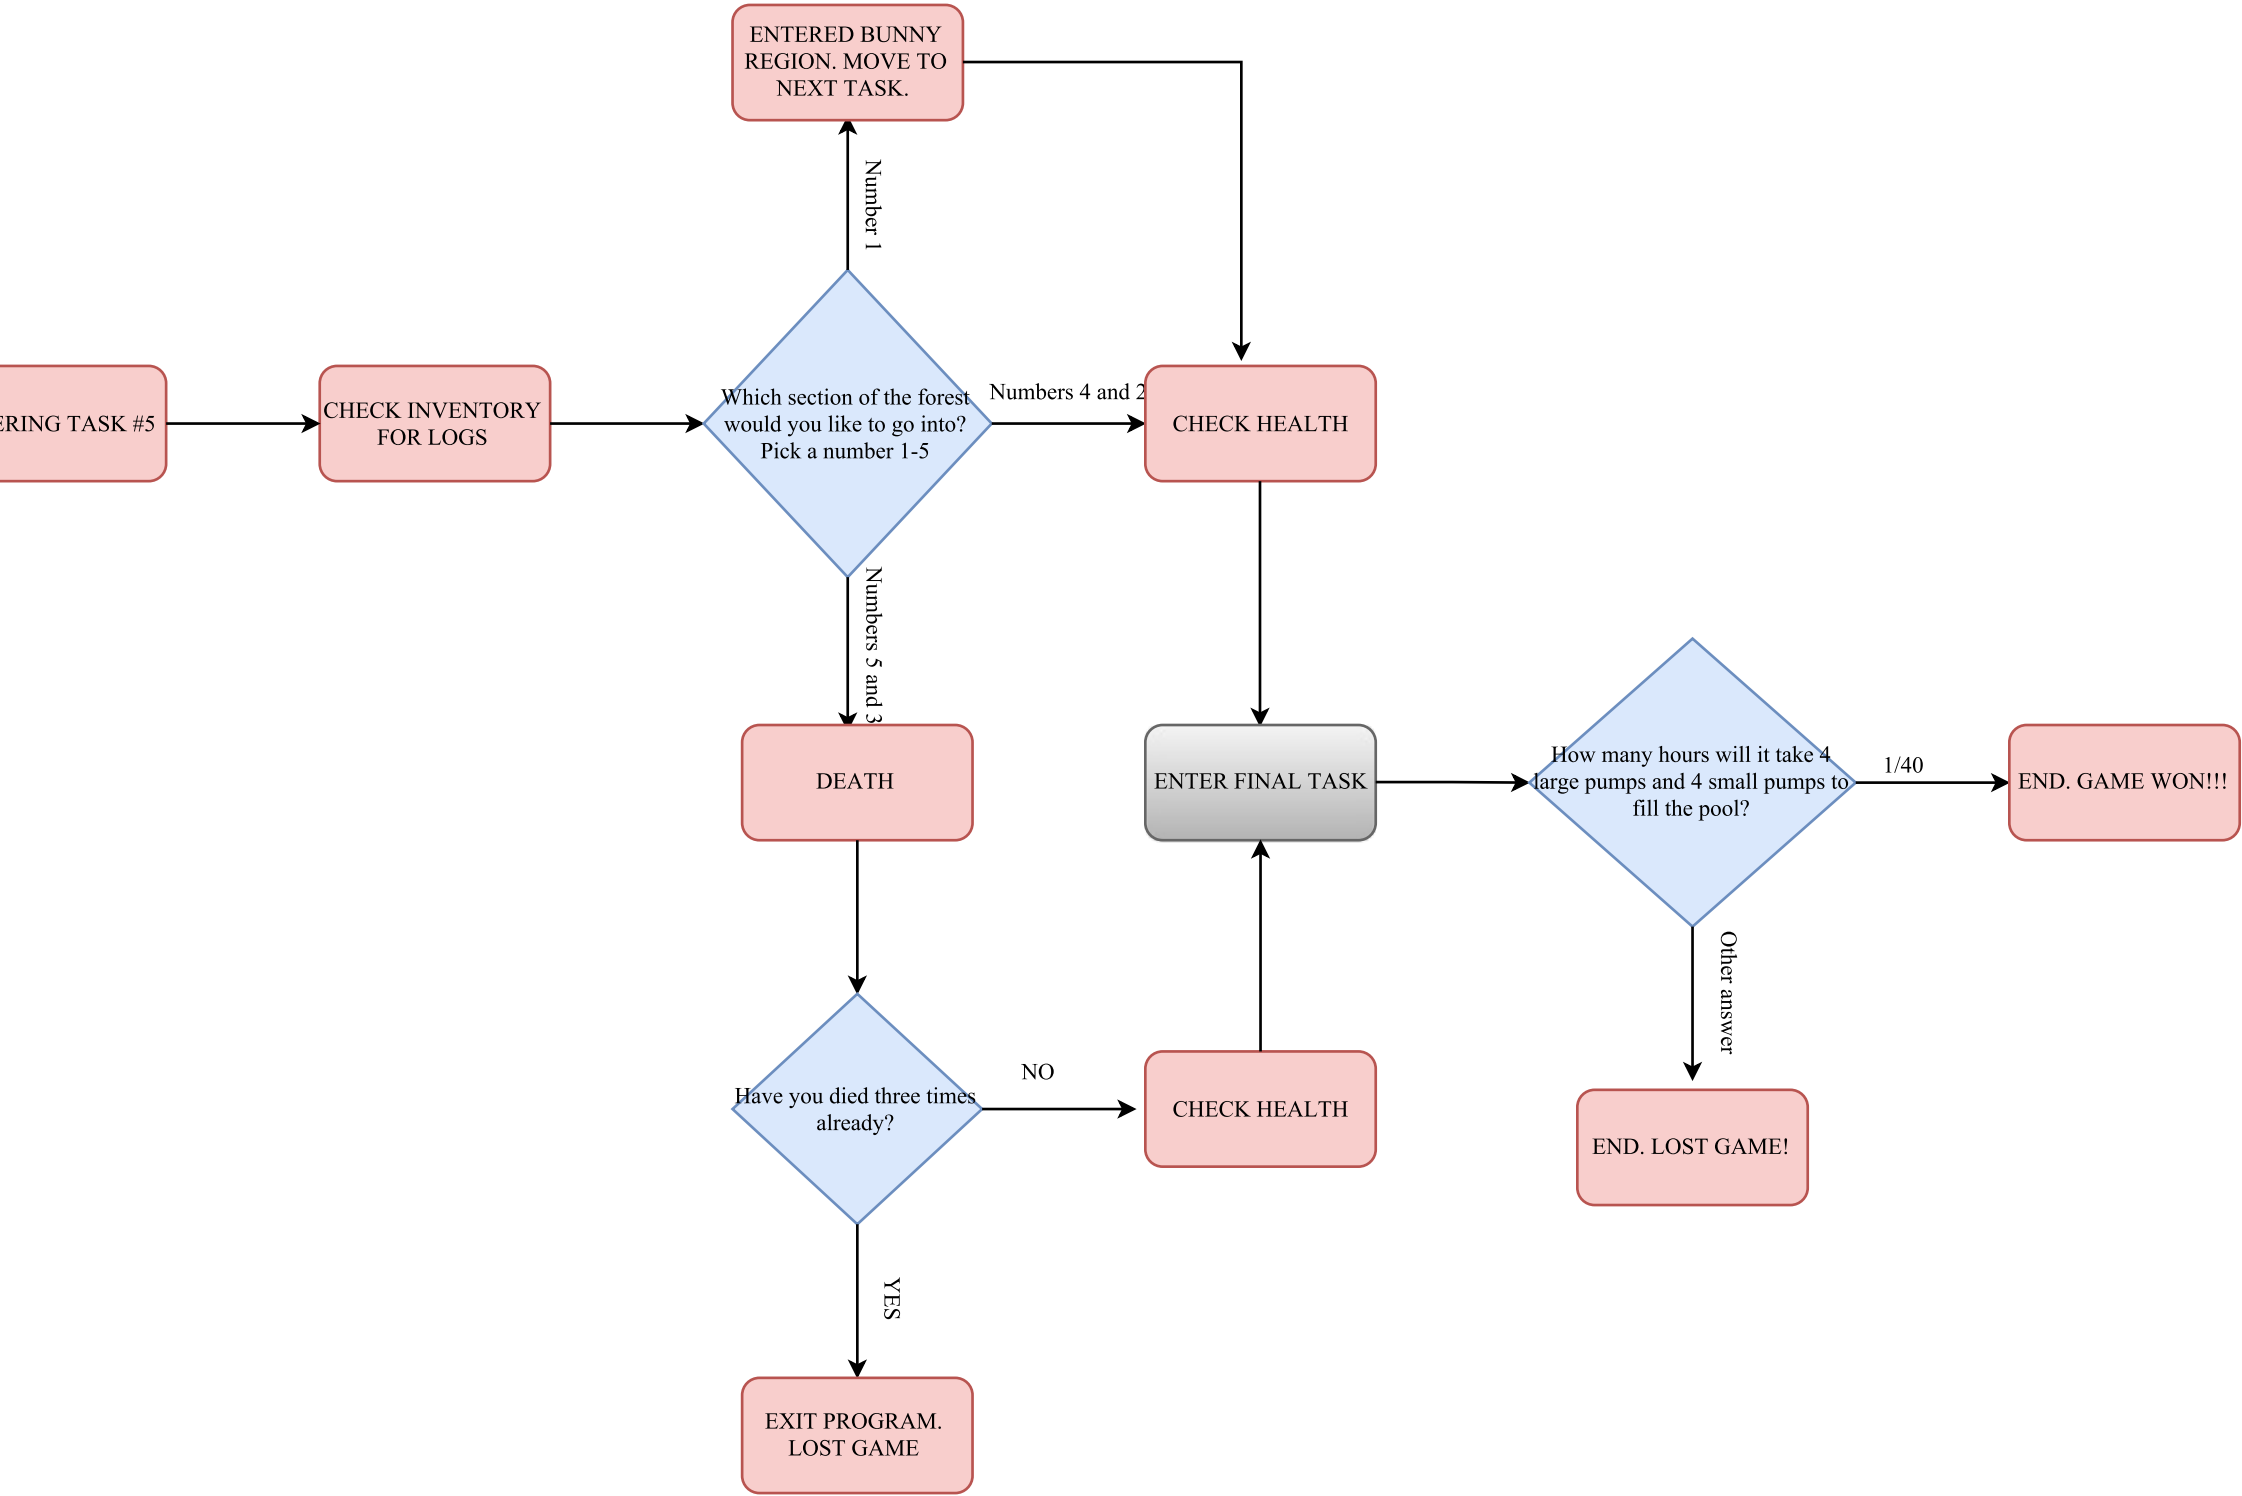 ENTERED BUNNY
REGION. MOVE TO
NEXT TASK.
Number 1
ERING TASK #5
CHECK INVENTORY
FOR LOGS
Which section of the forest
would you like to go into?
Pick a number 1-5
Numbers 4 and 2
CHECK HEALTH
Numbers 5 and 3
DEATH
ENTER FINAL TASK
How many hours will it take 4
large pumps and 4 small pumps to
fill the pool?
1/40
END. GAME WON!!!
Other answer
END. LOST GAME!
Have you died three times
already?
NO
CHECK HEALTH
YES
EXIT PROGRAM.
LOST GAME